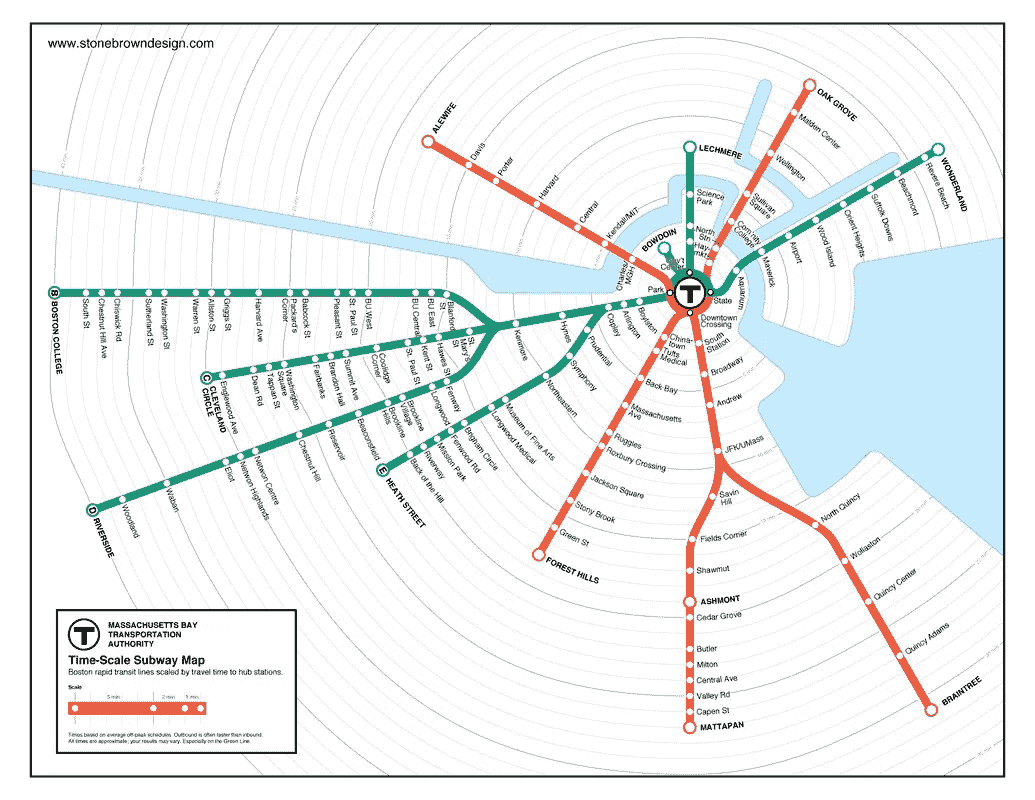 www.stonebrowndesign.com
ALEWIFE
Davis
Porter
Harvard
Central
Kendall/MIT
Charles/
MGH
Park
OAK GROVE
Malden Center
Wellington
Sullivan
Square
College
LECHMERE
Science
Park
North
Stn
Hay-
mkt
BOWDOIN
WONDERLAND
Revere Beach
Beachmont
Suffolk Downs
Orient Heights
Wood Island
Airport
Maverick
Aquarium
State
Downtown
Crossing
T
B
BOSTON COLLEGE
South St
Chestnut Hill Ave
Chiswick Rd
Sutherland St
Washington St
Warren St
Allston St
Griggs St
Harvard Ave
Packard's
Corner
Babcock St
Pleasant St
St. Paul St
BU West
BU Central
BU East
Blanford
St
C
CLEVELAND
CIRCLE
Englewood Ave
Dean Rd
Tappan St
Washington
Square
Fairbanks
Brandon Hall
Summit Ave
Coolidge
Corner
St. Paul St
Kent St
Hawes St
St.
Mary's
D
RIVERSIDE
Woodland
Waban
Eliot
Newton Highlands
Newton Centre
Chestnut Hill
Reservoir
Beaconsfield
Brookline
Hills
Brookline
Village
Longwood
Fenway
Kenmore
Hynes
Copley
Arlington
Boylston
E
HEATH STREET
Back of the Hill
Riverway
Mission Park
Fenwood Rd
Brigham Circle
Longwood Medical
Museum of Fine Arts
Northeastern
Symphony
Prudential
China-
town
Tufts
Medical
Back Bay
Massachusetts
Ave
Ruggles
Roxbury Crossing
Jackson Square
Stony Brook
Green St
FOREST HILLS
South
Station
Broadway
Andrew
JFK/UMass
Savin
Hill
Fields Corner
Shawmut
ASHMONT
Cedar Grove
Butler
Milton
Central Ave
Valley Rd
Capen St
MATTAPAN
North Quincy
Wollaston
Quincy Center
Quincy Adams
BRAINTREE
T
MASSACHUSETTS BAY
TRANSPORTATION
AUTHORITY
Time-Scale Subway Map
Boston rapid transit lines scaled by travel time to hub stations.
Scale
5 min. 2 min. 1 min.
Times based on average off-peak schedules. Outbound is often faster than inbound.
All times are approximate; your results may vary. Especially on the Green Line.